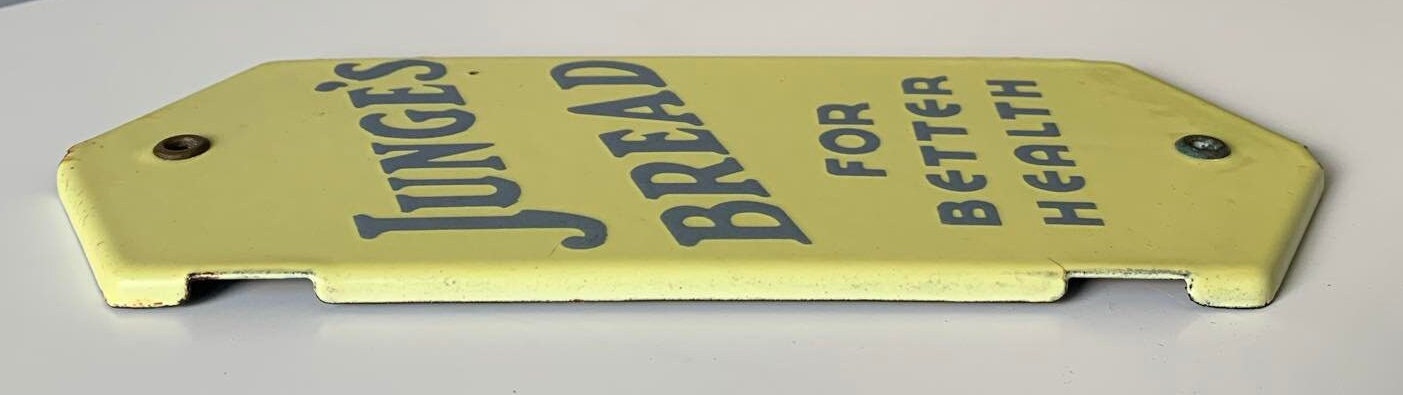 JUNGE'S
BREAD
FOR
BETTER
HEALTH